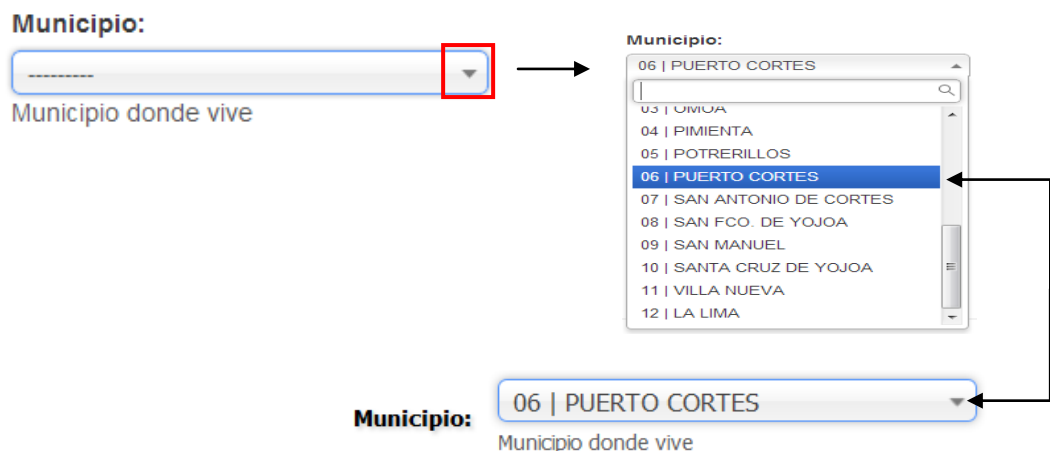 Municipio:
---------
Municipio donde vive
Municipio:
06 | PUERTO CORTES
03 | OMOA
04 | PIMIENTA
05 | POTRERILLOS
06 | PUERTO CORTES
07 | SAN ANTONIO DE CORTES
08 | SAN FCO. DE YOJOA
09 | SAN MANUEL
10 | SANTA CRUZ DE YOJOA
11 | VILLA NUEVA
12 | LA LIMA
Municipio:
06 | PUERTO CORTES
Municipio donde vive